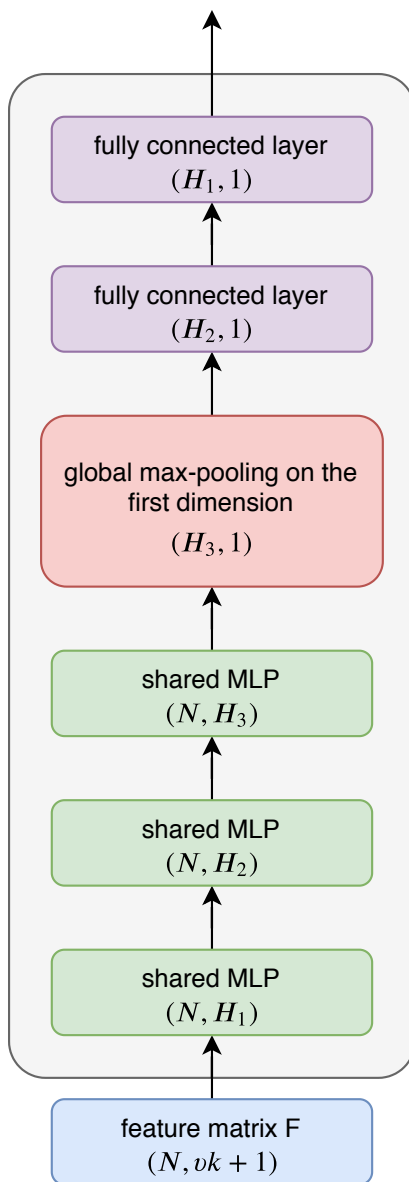 fully connected layer
(H₁, 1)
fully connected layer
(H₂, 1)
global max-pooling on the
first dimension
(H₃, 1)
shared MLP
(N, H₃)
shared MLP
(N, H₂)
shared MLP
(N, H₁)
feature matrix F
(N, υk + 1)